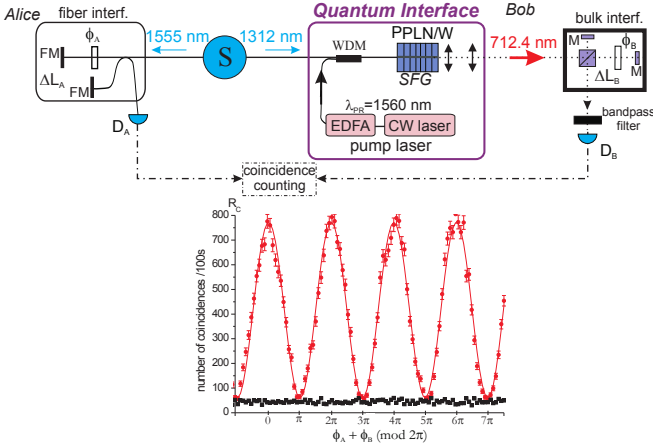 Alice
fiber interf.
FM
ϕA
ΔLA
FM
DA
1555 nm
1312 nm
S
Quantum Interface
WDM
PPLN/W
SFG
λPR=1560 nm
EDFA
CW laser
pump laser
Bob
712.4 nm
bulk interf.
M
ϕB
M
ΔLB
bandpass
filter
DB
coincidence
counting
RC
number of coincidences /100s
800
700
600
500
400
300
200
100
0
0
π
2π
3π
4π
5π
6π
7π
ϕA + ϕB (mod 2π)